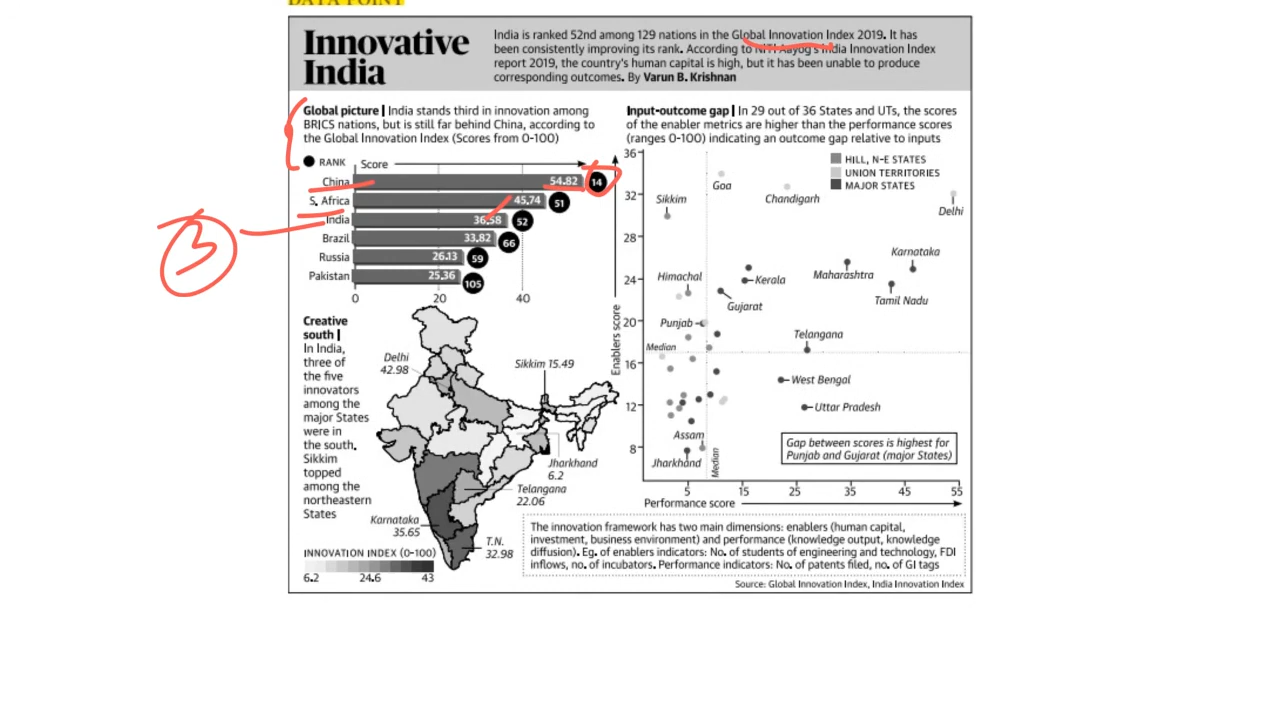 DATA POINT
Innovative
India
India is ranked 52nd among 129 nations in the Global Innovation Index 2019. It has
been consistently improving its rank. According to NITI Aayog's India Innovation Index
report 2019, the country's human capital is high, but it has been unable to produce
corresponding outcomes. By Varun B. Krishnan
Global picture | India stands third in innovation among
BRICS nations, but is still far behind China, according to
the Global Innovation Index (Scores from 0-100)
RANK
Score
China 54.82 14
S. Africa 45.74 51
India 36.58 52
Brazil 33.82 66
Russia 26.13 59
Pakistan 25.36 105
0 20 40
3
Creative
south |
In India,
three of
the five
innovators
among the
major States
were in
the south.
Sikkim
topped
among the
northeastern
States
Delhi
42.98
Sikkim 15.49
Jharkhand
6.2
Telangana
22.06
Karnataka
35.65
T.N.
32.98
INNOVATION INDEX (0-100)
6.2 24.6 43
Input-outcome gap | In 29 out of 36 States and UTs, the scores
of the enabler metrics are higher than the performance scores
(ranges 0-100) indicating an outcome gap relative to inputs
HILL, N-E STATES
UNION TERRITORIES
MAJOR STATES
36
32
28
24
20
16
12
8
Enablers score
Goa
Chandigarh
Sikkim
Delhi
Karnataka
Maharashtra
Himachal
Kerala
Tamil Nadu
Gujarat
Punjab
Telangana
Median
West Bengal
Uttar Pradesh
Assam
Jharkhand
Median
Gap between scores is highest for
Punjab and Gujarat (major States)
5 15 25 35 45 55
Performance score
The innovation framework has two main dimensions: enablers (human capital,
investment, business environment) and performance (knowledge output, knowledge
diffusion). Eg. of enablers indicators: No. of students of engineering and technology, FDI
inflows, no. of incubators. Performance indicators: No. of patents filed, no. of GI tags
Source: Global Innovation Index, India Innovation Index